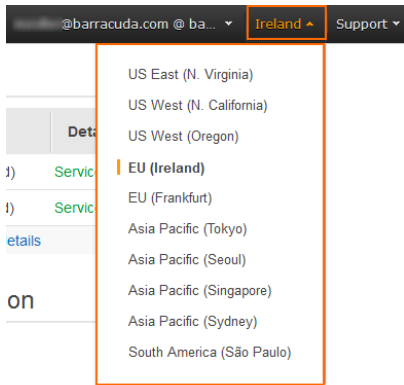 @barracuda.com @ ba... Ireland Support
US East (N. Virginia)
US West (N. California)
Deta
US West (Oregon)
l) Servic
EU (Ireland)
EU (Frankfurt)
l) Servic
Asia Pacific (Tokyo)
etails
Asia Pacific (Seoul)
Asia Pacific (Singapore)
on
Asia Pacific (Sydney)
South America (São Paulo)